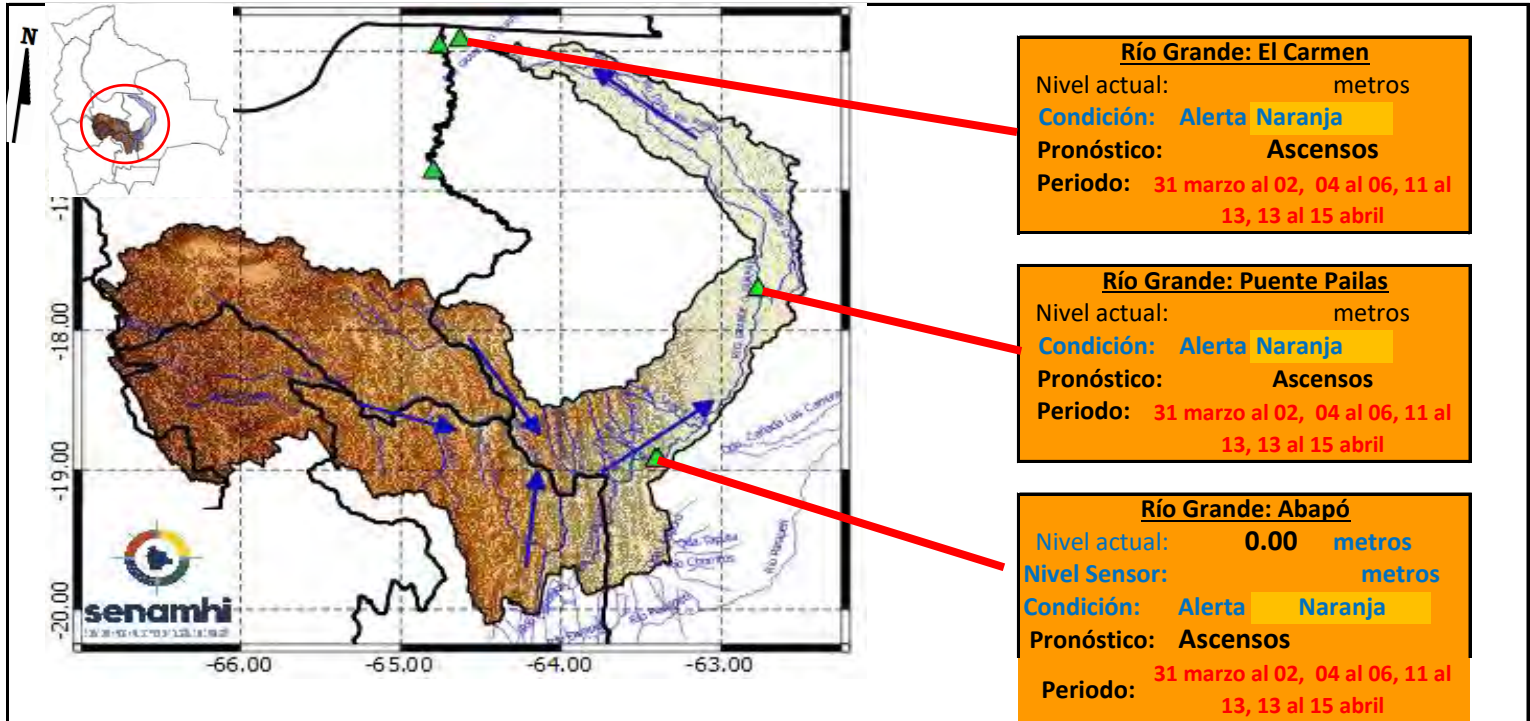 N
Río Grande: El Carmen
Nivel actual: metros
Condición: Alerta Naranja
Pronóstico: Ascensos
Periodo: 31 marzo al 02, 04 al 06, 11 al
13, 13 al 15 abril
Río Grande: Puente Pailas
Nivel actual: metros
Condición: Alerta Naranja
Pronóstico: Ascensos
Periodo: 31 marzo al 02, 04 al 06, 11 al
13, 13 al 15 abril
Río Grande: Abapó
Nivel actual: 0.00 metros
Nivel Sensor: metros
Condición: Alerta Naranja
Pronóstico: Ascensos
Periodo: 31 marzo al 02, 04 al 06, 11 al
13, 13 al 15 abril
-17
-18.00
-19.00
-20.00
-66.00 -65.00 -64.00 -63.00
senamhi